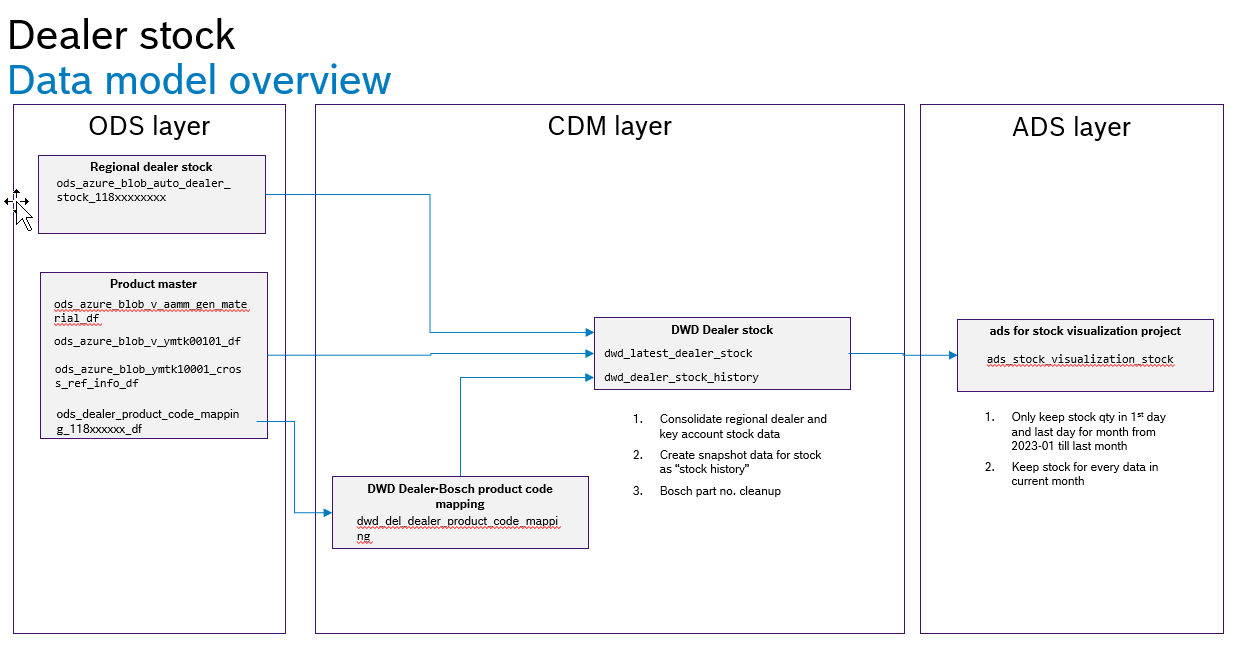 Dealer stock
Data model overview
ODS layer
Regional dealer stock
ods_azure_blob_auto_dealer_
stock_118xxxxxxxx
Product master
ods_azure_blob_v_aamm_gen_mate
rial_df
ods_azure_blob_v_ymtk00101_df
ods_azure_blob_ymtk10001_cros
s_ref_info_df
ods_dealer_product_code_mappin
g_118xxxxxx_df
CDM layer
DWD Dealer stock
dwd_latest_dealer_stock
dwd_dealer_stock_history
1. Consolidate regional dealer and
key account stock data
2. Create snapshot data for stock
as “stock history”
3. Bosch part no. cleanup
DWD Dealer-Bosch product code
mapping
dwd_del_dealer_product_code_mappi
ng
ADS layer
ads for stock visualization project
ads_stock_visualization_stock
1. Only keep stock qty in 1st day
and last day for month from
2023-01 till last month
2. Keep stock for every data in
current month